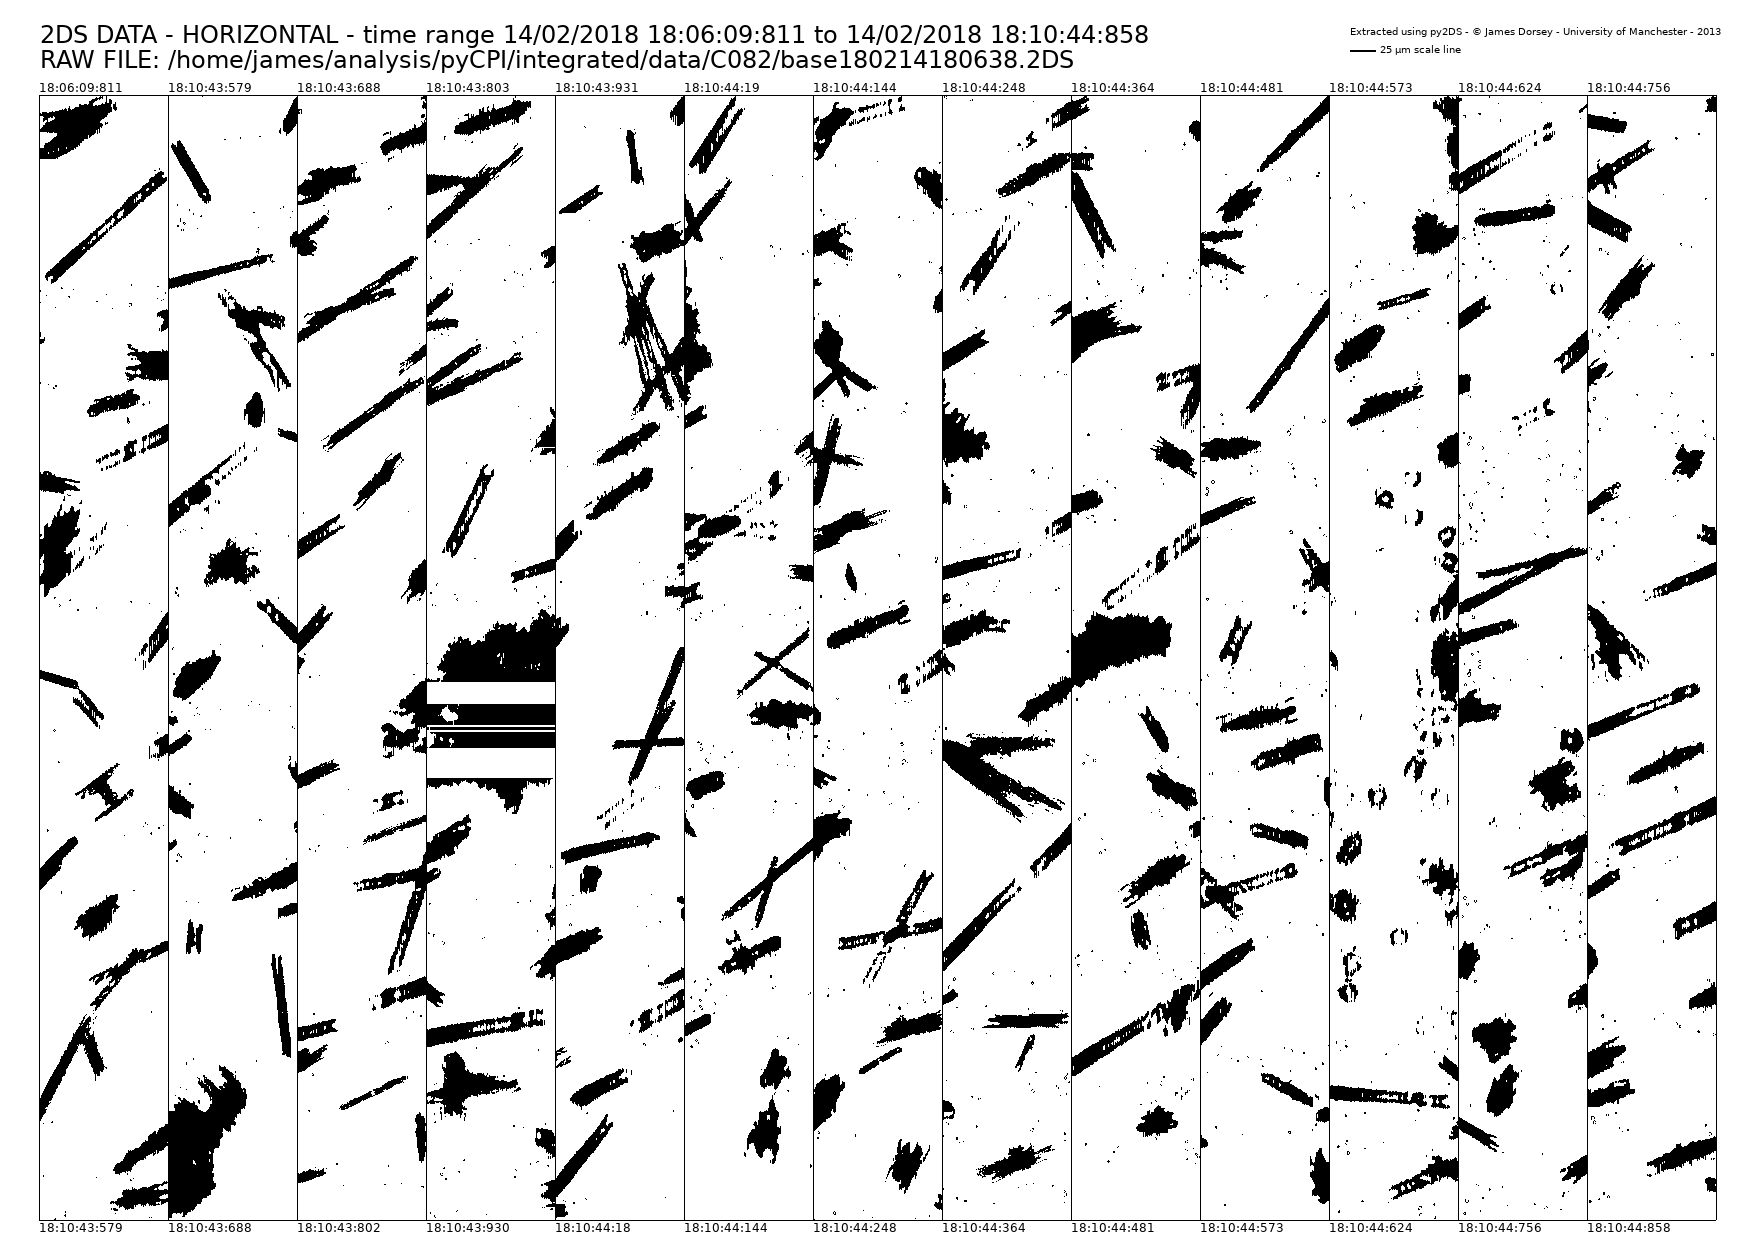 2DS DATA - HORIZONTAL - time range 14/02/2018 18:06:09:811 to 14/02/2018 18:10:44:858
RAW FILE: /home/james/analysis/pyCPI/integrated/data/C082/base180214180638.2DS
Extracted using py2DS - © James Dorsey - University of Manchester - 2013
25 µm scale line
18:06:09:811 18:10:43:579 18:10:43:688 18:10:43:803 18:10:43:931 18:10:44:19 18:10:44:144 18:10:44:248 18:10:44:364 18:10:44:481 18:10:44:573 18:10:44:624 18:10:44:756
18:10:43:579 18:10:43:688 18:10:43:802 18:10:43:930 18:10:44:18 18:10:44:144 18:10:44:248 18:10:44:364 18:10:44:481 18:10:44:573 18:10:44:624 18:10:44:756 18:10:44:858